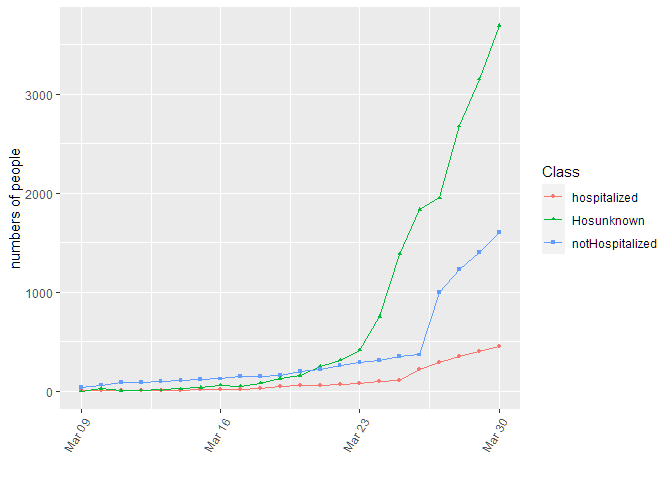 numbers of people
3000
2000
1000
0
Mar 09
Mar 16
Mar 23
Mar 30
Class
hospitalized
Hosunknown
notHospitalized